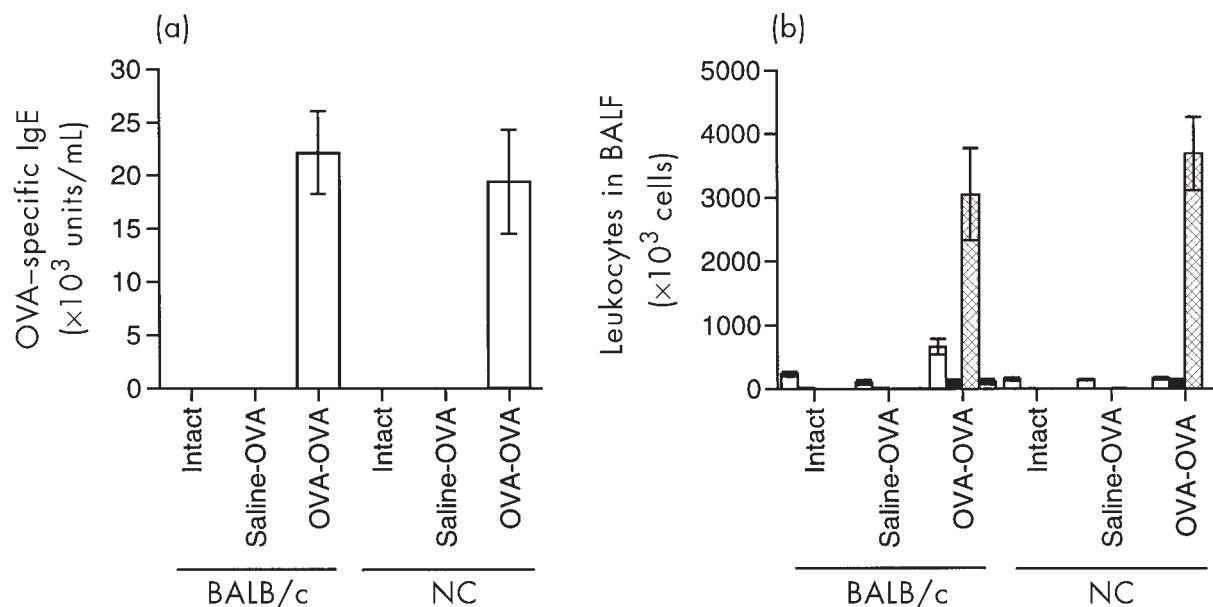 (a)
OVA–specific IgE
(×10³ units/mL)
30
25
20
15
10
5
0
Intact
Saline-OVA
OVA-OVA
Intact
Saline-OVA
OVA-OVA
BALB/c
NC
(b)
Leukocytes in BALF
(×10³ cells)
5000
4000
3000
2000
1000
0
Intact
Saline-OVA
OVA-OVA
Intact
Saline-OVA
OVA-OVA
BALB/c
NC